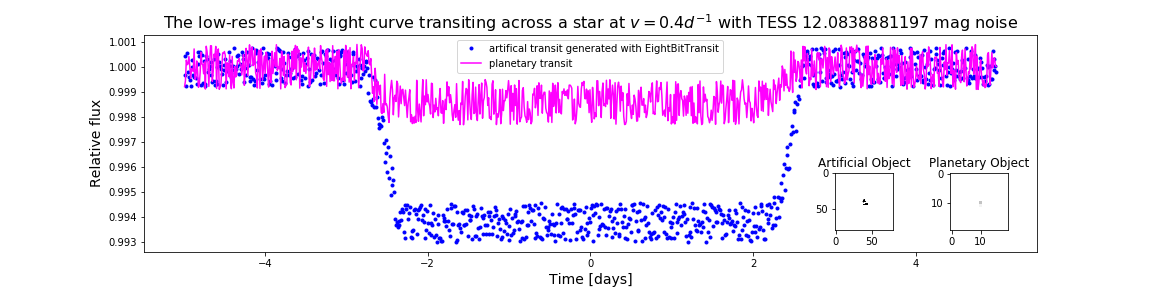 The low-res image's light curve transiting across a star at v = 0.4d⁻¹ with TESS 12.0838881197 mag noise
artifical transit generated with EightBitTransit
planetary transit
Relative flux
1.001
1.000
0.999
0.998
0.997
0.996
0.995
0.994
0.993
Artificial Object
0
50
0 50
Planetary Object
0
10
0 10
−4 −2 0 2 4
Time [days]